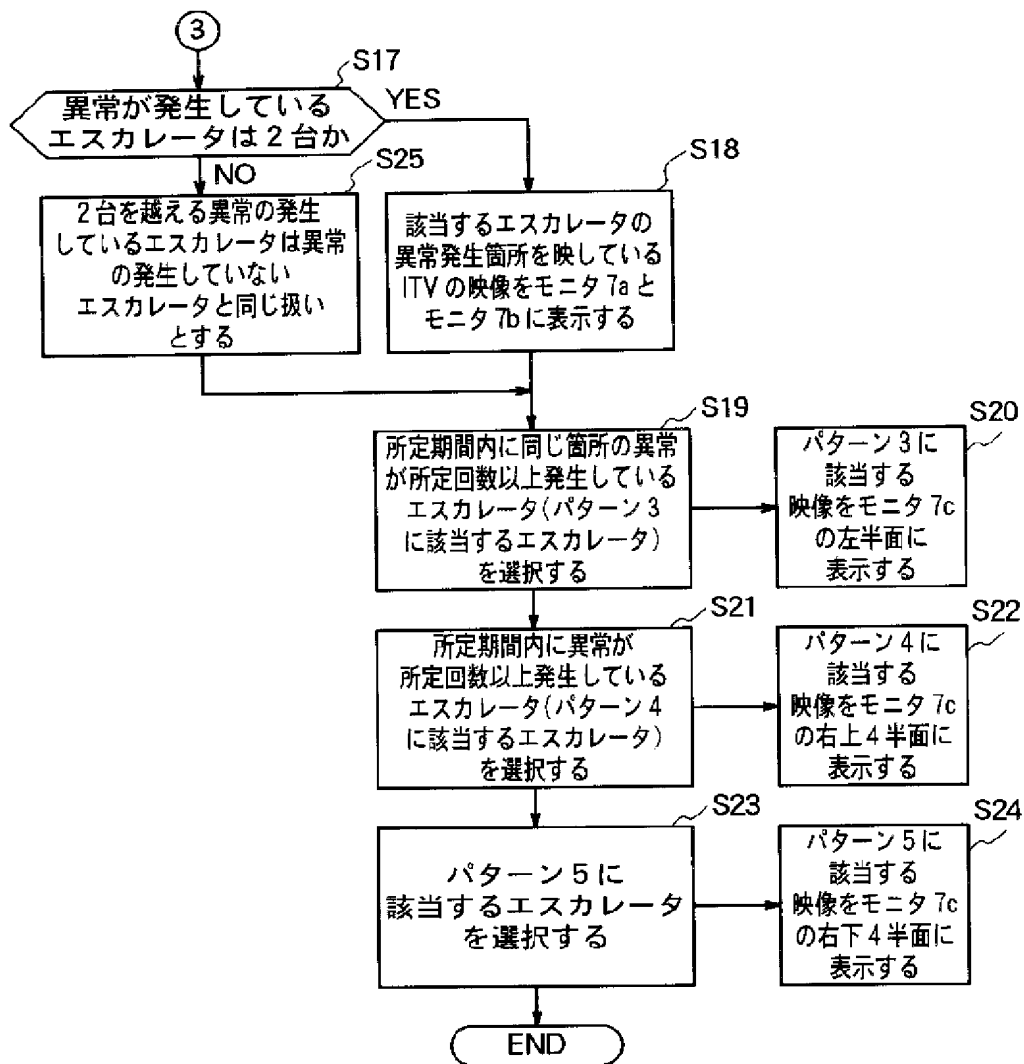 3
S17
異常が発生している
エスカレータは2台か
YES
NO
S25
2台を越える異常の発生
しているエスカレータは異常
の発生していない
エスカレータと同じ扱い
とする
S18
該当するエスカレータの
異常発生箇所を映している
ITVの映像をモニタ7aと
モニタ7bに表示する
S19
所定期間内に同じ箇所の異常
が所定回数以上発生している
エスカレータ(パターン3
に該当するエスカレータ)
を選択する
S20
パターン3に
該当する
映像をモニタ7c
の左半面に
表示する
S21
所定期間内に異常が
所定回数以上発生している
エスカレータ(パターン4
に該当するエスカレータ)
を選択する
S22
パターン4に
該当する
映像をモニタ7c
の右上4半面に
表示する
S23
パターン5に
該当するエスカレータ
を選択する
S24
パターン5に
該当する
映像をモニタ7c
の右下4半面に
表示する
END